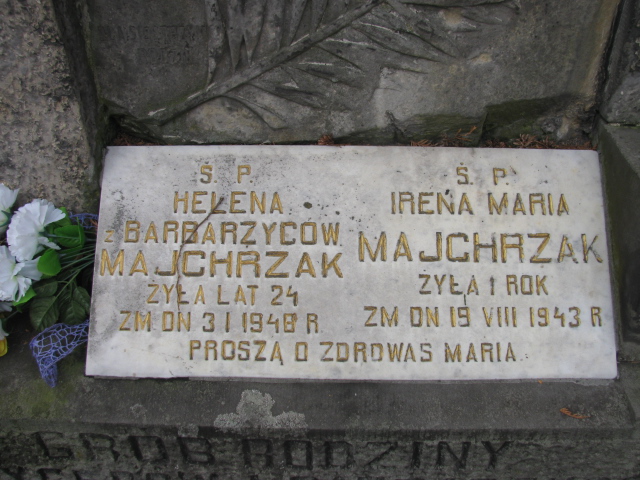 Ś. P.
HELENA
z BARBARZYCÓW
MAJCHRZAK
ŻYŁA LAT 24
ZM DN 3 I 1948 R
Ś. P.
IRENA MARIA
MAJCHRZAK
ŻYŁA 1 ROK
ZM DN 19 VIII 1943 R
PROSZĄ O ZDROWAŚ MARIA
GRÓB RODZINY